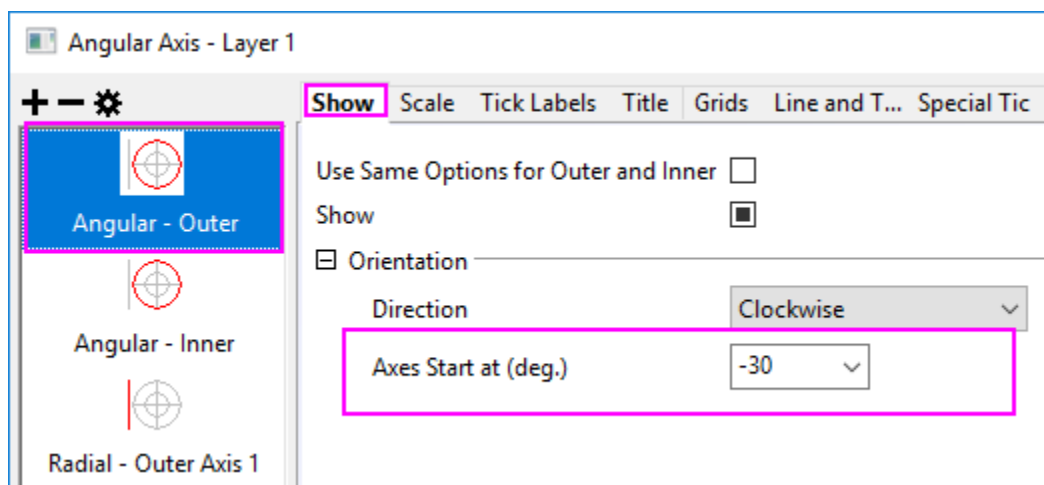 Angular Axis - Layer 1
Show Scale Tick Labels Title Grids Line and T... Special Tic
Angular - Outer
Angular - Inner
Radial - Outer Axis 1
Use Same Options for Outer and Inner
Show
Orientation
Direction Clockwise
Axes Start at (deg.) -30